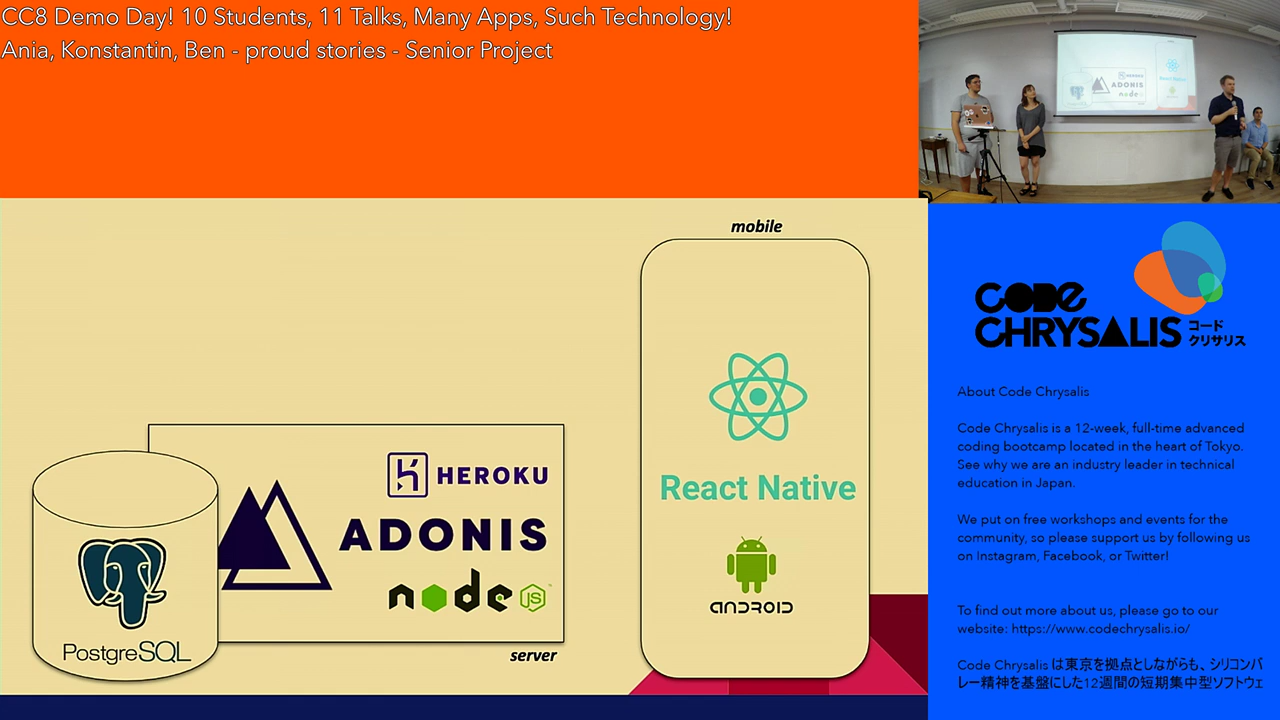 CC8 Demo Day! 10 Students, 11 Talks, Many Apps, Such Technology!
Ania, Konstantin, Ben - proud stories - Senior Project
HEROKU
ADONIS
node
React Native
mobile
HEROKU
ADONIS
node JS
PostgreSQL
server
React Native
ANDROID
CODE
CHRYSALIS
コード
クリサリス
About Code Chrysalis
Code Chrysalis is a 12-week, full-time advanced
coding bootcamp located in the heart of Tokyo.
See why we are an industry leader in technical
education in Japan.
We put on free workshops and events for the
community, so please support us by following us
on Instagram, Facebook, or Twitter!
To find out more about us, please go to our
website: https://www.codechrysalis.io/
Code Chrysalis は東京を拠点としながらも、シリコンバ
レー精神を基盤にした12週間の短期集中型ソフトウェ